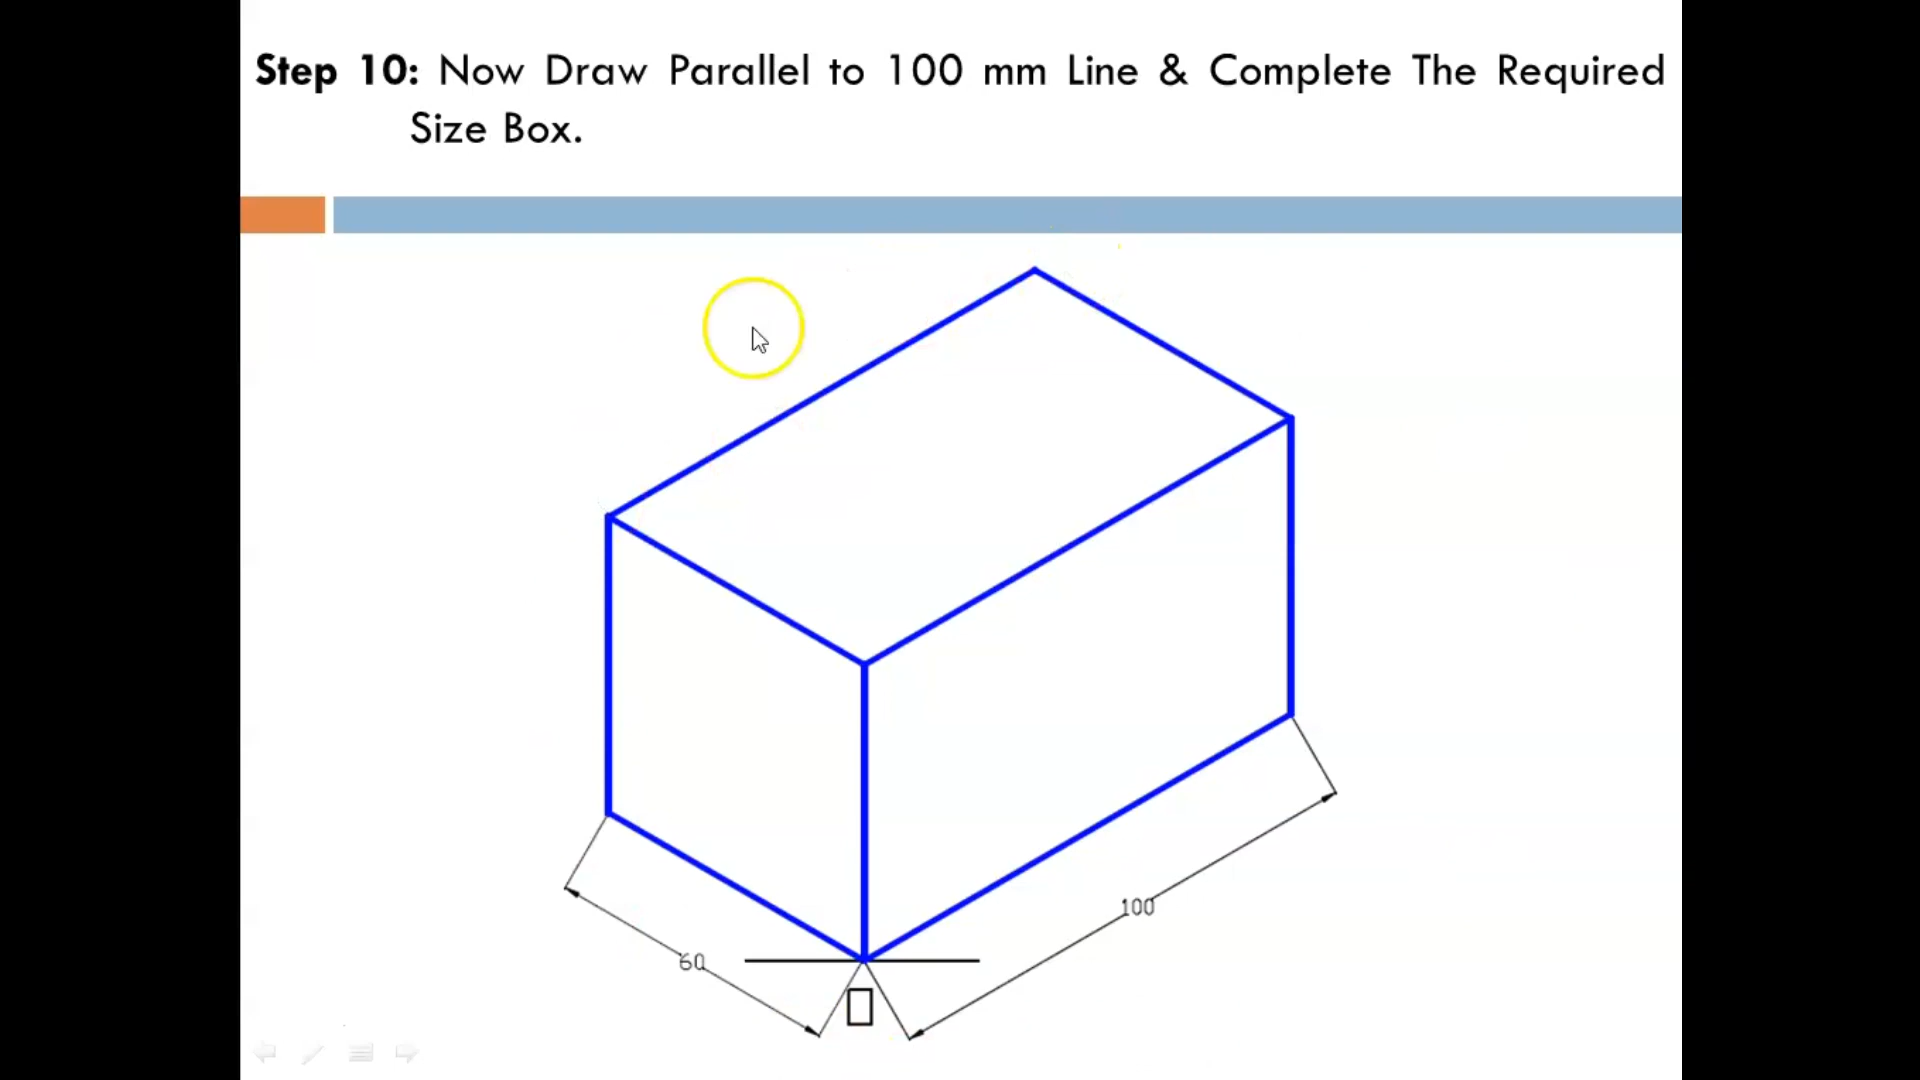 Step 10: Now Draw Parallel to 100 mm Line & Complete The Required
Size Box.
100
60